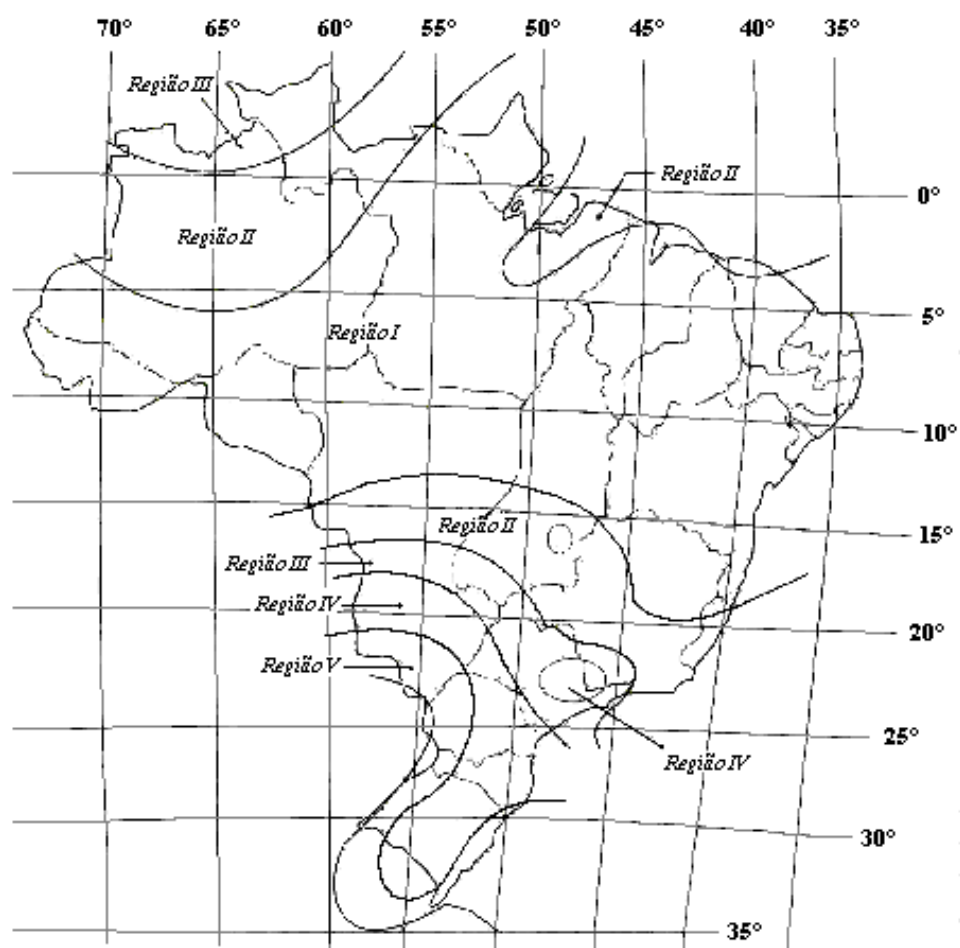 70° 65° 60° 55° 50° 45° 40° 35°
Região III
Região II
0°
Região II
5°
Região I
10°
Região II
15°
Região III
Região IV
20°
Região V
25°
Região IV
30°
35°